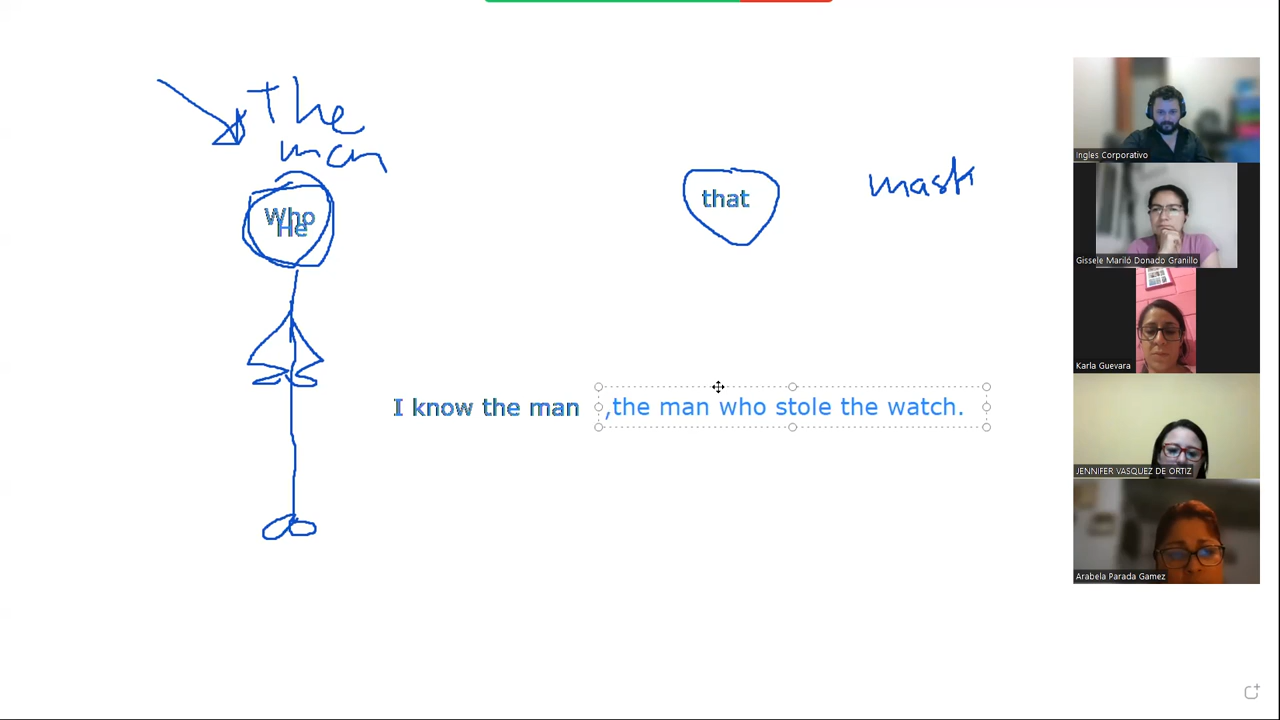 The
man
Who
He
that
mask
I know the man ,the man who stole the watch.
Ingles Corporativo
Gissele Mariló Donado Granillo
Karla Guevara
JENNIFER VASQUEZ DE ORTIZ
Arabela Parada Gamez